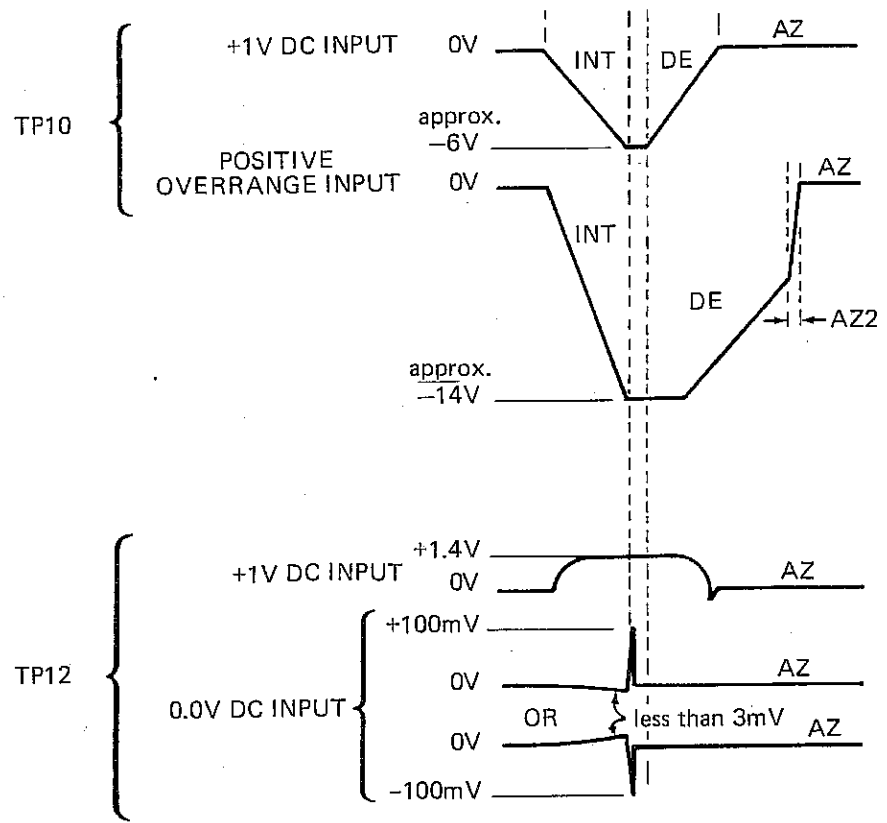 AZ
+1V DC INPUT 0V
INT DE
TP10
approx.
−6V
POSITIVE
OVERRANGE INPUT 0V
AZ
INT
DE
AZ2
approx.
−14V
+1.4V
+1V DC INPUT 0V
AZ
+100mV
TP12
0V
AZ
0.0V DC INPUT
OR less than 3mV
0V
AZ
−100mV